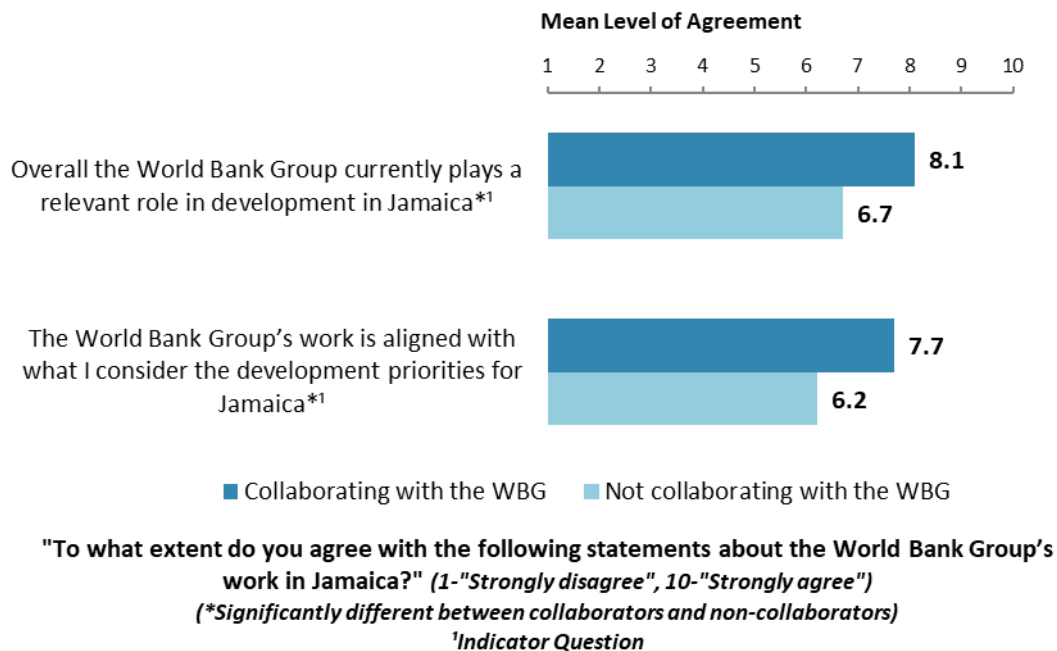 Mean Level of Agreement
1 2 3 4 5 6 7 8 9 10
Overall the World Bank Group currently plays a
relevant role in development in Jamaica*¹
8.1
6.7
The World Bank Group’s work is aligned with
what I consider the development priorities for
Jamaica*¹
7.7
6.2
Collaborating with the WBG Not collaborating with the WBG
"To what extent do you agree with the following statements about the World Bank Group’s
work in Jamaica?" (1-"Strongly disagree", 10-"Strongly agree")
(*Significantly different between collaborators and non-collaborators)
¹Indicator Question